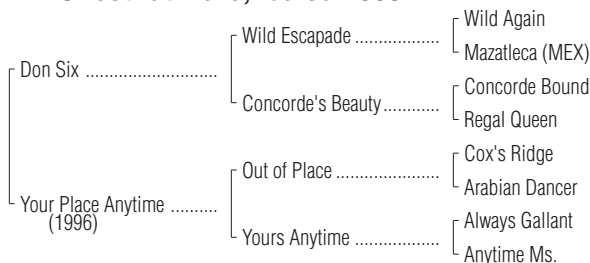 Wild Again
Wild Escapade ...................
Mazatleca (MEX)
Don Six .............................
Concorde Bound
Concorde's Beauty............
Regal Queen
Cox's Ridge
Out of Place ......................
Arabian Dancer
Your Place Anytime ..........
(1996)
Always Gallant
Yours Anytime ..................
Anytime Ms.